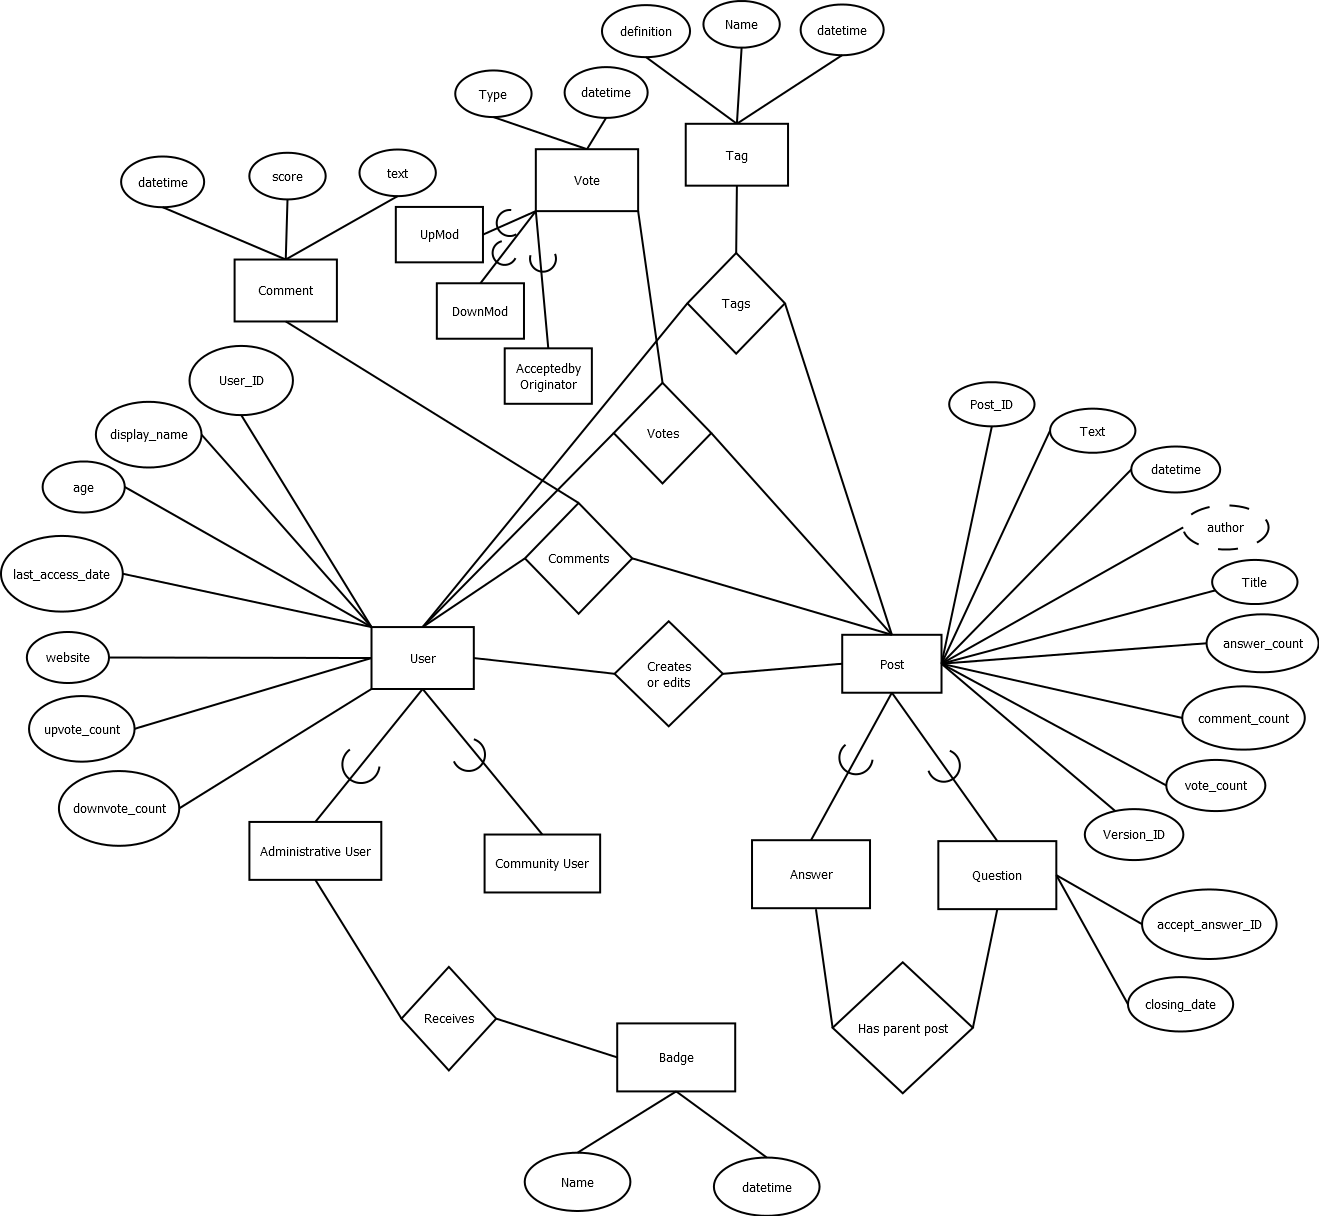 definition
Name
datetime
Type
datetime
Tag
datetime
score
text
Vote
UpMod
Comment
DownMod
Tags
Acceptedby
Originator
User_ID
display_name
Votes
Post_ID
Text
age
datetime
author
last_access_date
Comments
Title
answer_count
website
User
Creates
or edits
Post
comment_count
upvote_count
vote_count
downvote_count
Version_ID
Administrative User
Community User
Answer
Question
accept_answer_ID
closing_date
Receives
Has parent post
Badge
Name
datetime